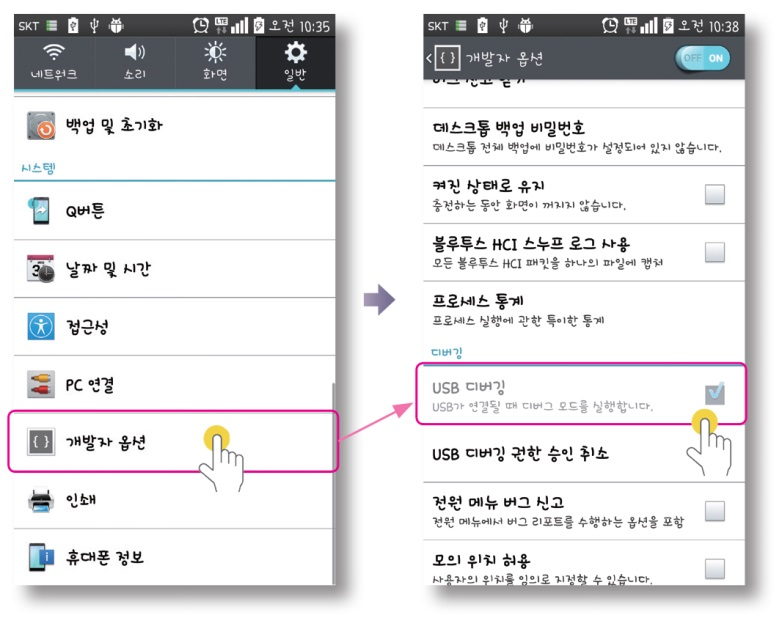 SKT
LTE
오전 10:35
네트워크
소리
화면
일반
백업 및 초기화
시스템
Q버튼
날짜 및 시간
접근성
PC 연결
개발자 옵션
인쇄
휴대폰 정보
SKT
LTE
오전 10:38
개발자 옵션
OFF ON
버그 신고 받기
데스크톱 백업 비밀번호
데스크톱 전체 백업에 비밀번호가 설정되어 있지 않습니다.
켜진 상태로 유지
충전하는 동안 화면이 꺼지지 않습니다.
블루투스 HCI 스누프 로그 사용
모든 블루투스 HCI 패킷을 하나의 파일에 캡처
프로세스 통계
프로세스 실행에 관한 특이한 통계
디버깅
USB 디버깅
USB가 연결될 때 디버그 모드를 실행합니다.
USB 디버깅 권한 승인 취소
전원 메뉴 버그 신고
전원 메뉴에서 버그 리포트를 수행하는 옵션을 포함
모의 위치 허용
사용자의 위치를 임의로 지정할 수 있습니다.